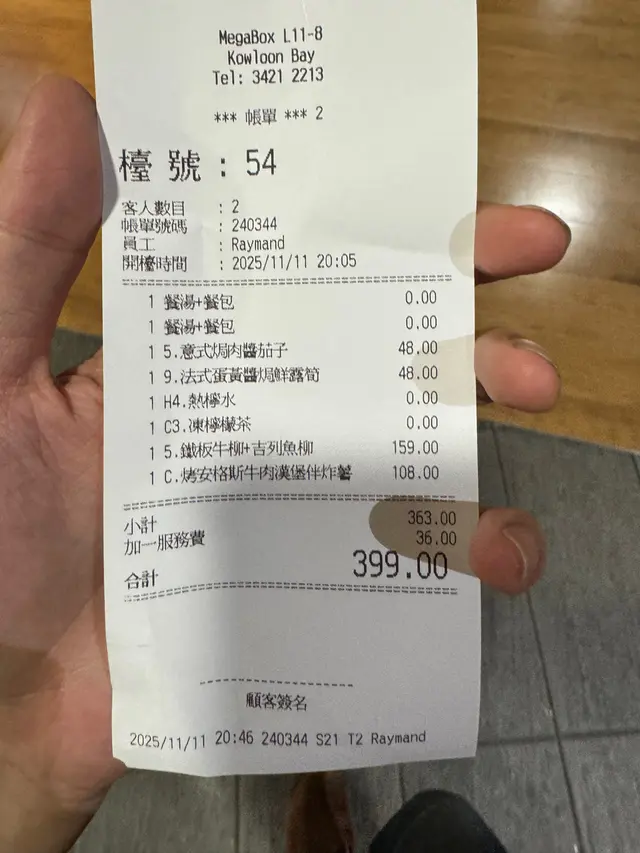 MegaBox L11-8
Kowloon Bay
Tel: 3421 2213
*** 帳單 *** 2
檯號 : 54
客人數目 : 2
帳單號碼 : 240344
員工 : Raymand
開檯時間 : 2025/11/11 20:05
1 餐湯+餐包 0.00
1 餐湯+餐包 0.00
1 5.意式焗肉醬茄子 48.00
1 9.法式蛋黃醬焗鮮露筍 48.00
1 H4.熱檸水 0.00
1 C3.凍檸檬茶 0.00
1 5.鐵板牛柳+吉列魚柳 159.00
1 C.烤安格斯牛肉漢堡伴炸薯 108.00
小計 363.00
加一服務費 36.00
合計 399.00
顧客簽名
2025/11/11 20:46 240344 S21 T2 Raymand